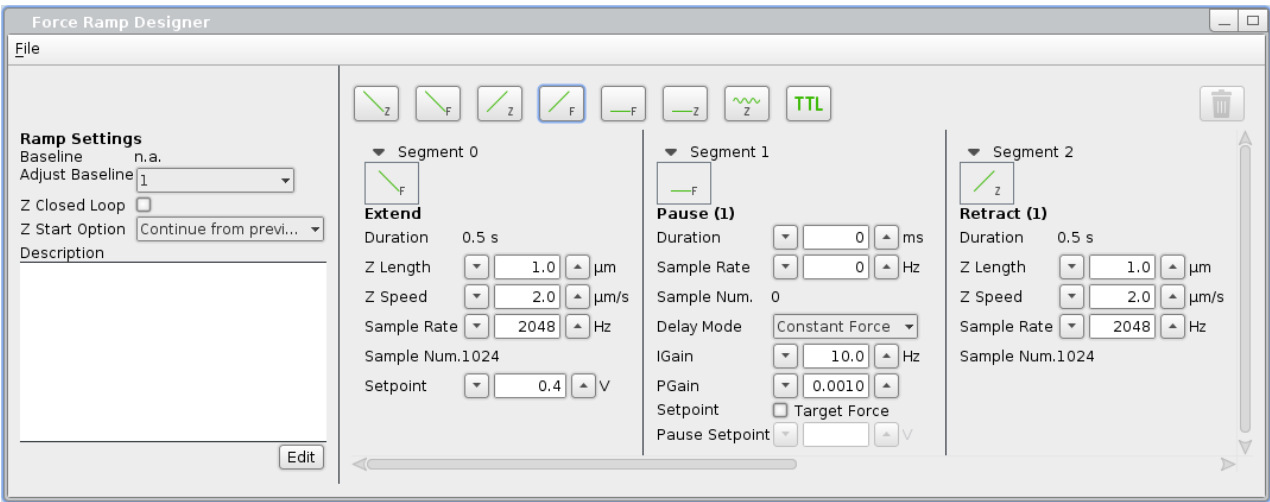 Force Ramp Designer
File
Z
F
Z
F
F
Z
Z
TTL
Ramp Settings
Baseline n.a.
Adjust Baseline 1
Z Closed Loop
Z Start Option Continue from previ...
Description
Edit
Segment 0
F
Extend
Duration 0.5 s
Z Length 1.0 µm
Z Speed 2.0 µm/s
Sample Rate 2048 Hz
Sample Num. 1024
Setpoint 0.4 V
Segment 1
F
Pause (1)
Duration 0 ms
Sample Rate 0 Hz
Sample Num. 0
Delay Mode Constant Force
IGain 10.0 Hz
PGain 0.0010
Setpoint Target Force
Pause Setpoint V
Segment 2
Z
Retract (1)
Duration 0.5 s
Z Length 1.0 µm
Z Speed 2.0 µm/s
Sample Rate 2048 Hz
Sample Num. 1024